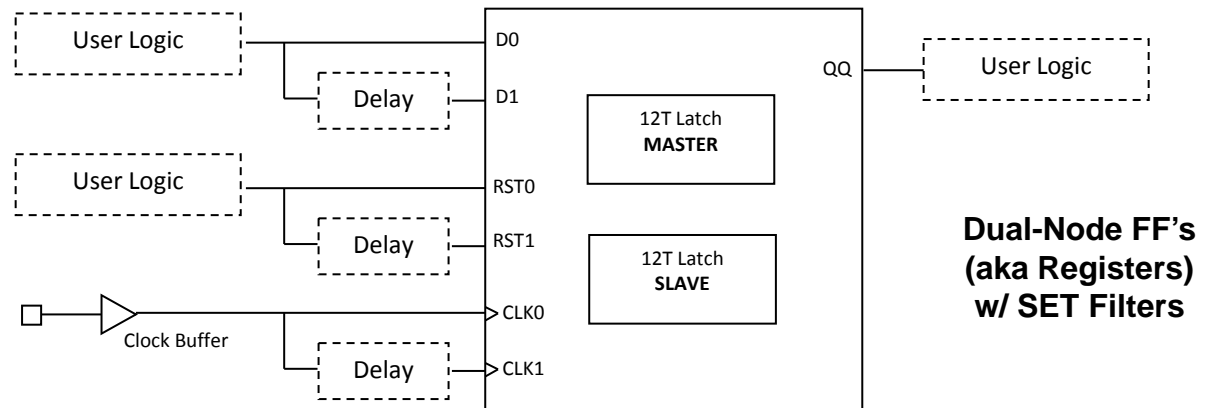 User Logic
D0
Delay
D1
QQ
User Logic
12T Latch
MASTER
User Logic
RST0
Delay
RST1
12T Latch
SLAVE
Dual-Node FF's
(aka Registers)
w/ SET Filters
CLK0
Clock Buffer
Delay
CLK1